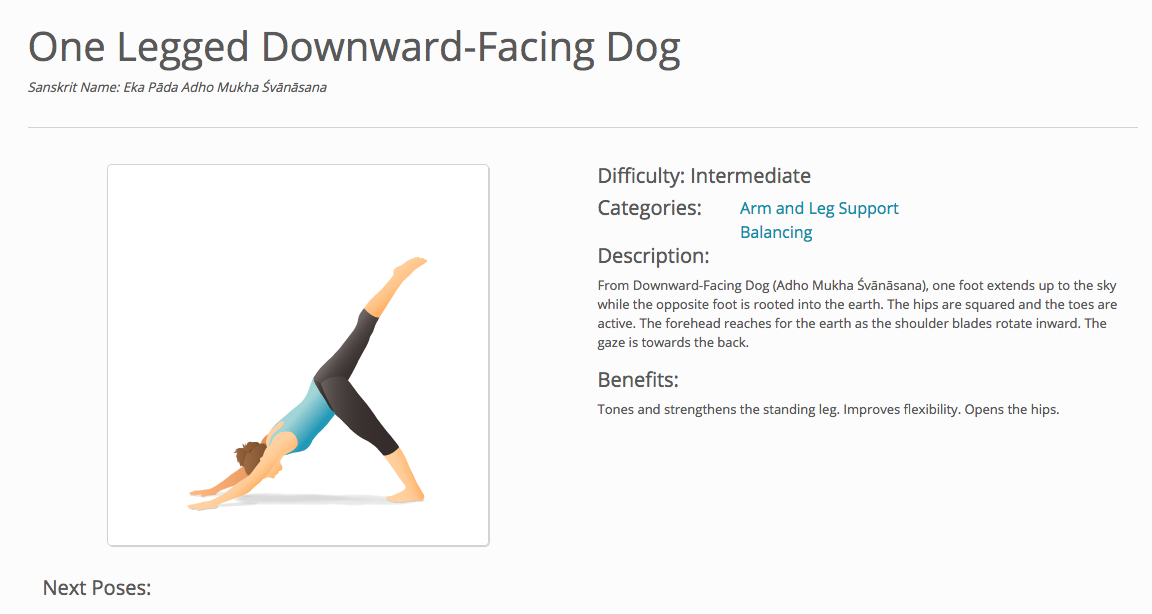 One Legged Downward-Facing Dog
Sanskrit Name: Eka Pāda Adho Mukha Śvānāsana
Difficulty: Intermediate
Categories: Arm and Leg Support
Balancing
Description:
From Downward-Facing Dog (Adho Mukha Śvānāsana), one foot extends up to the sky
while the opposite foot is rooted into the earth. The hips are squared and the toes are
active. The forehead reaches for the earth as the shoulder blades rotate inward. The
gaze is towards the back.
Benefits:
Tones and strengthens the standing leg. Improves flexibility. Opens the hips.
Next Poses: